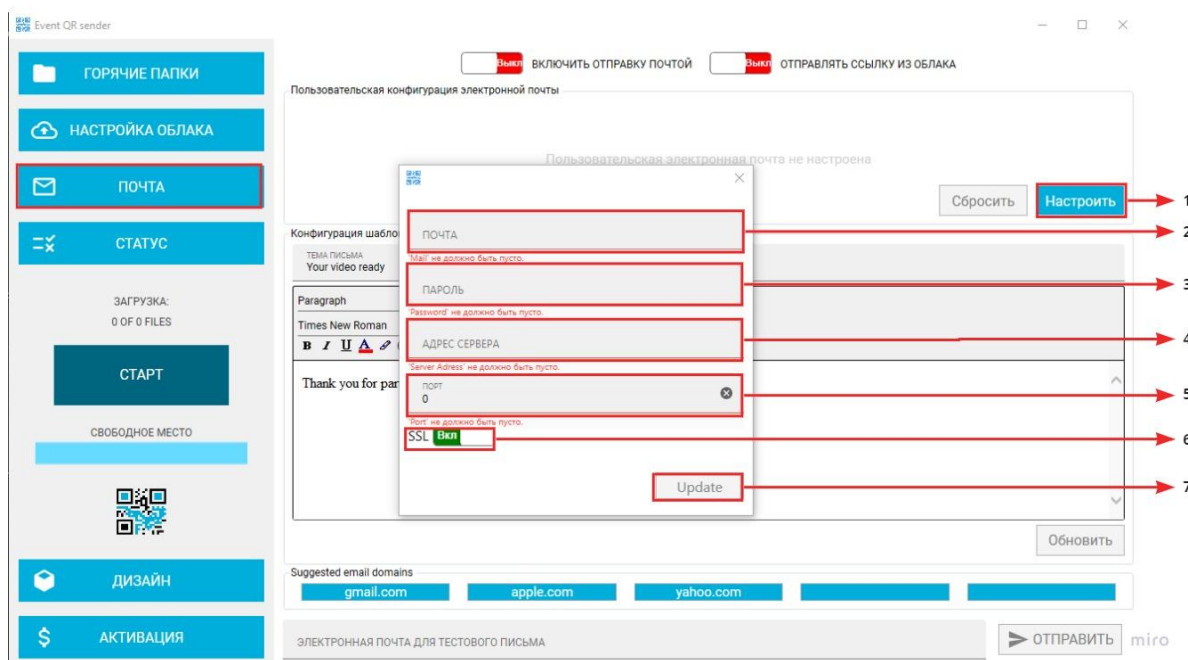 Event QR sender
ГОРЯЧИЕ ПАПКИ
НАСТРОЙКА ОБЛАКА
ПОЧТА
СТАТУС
ЗАГРУЗКА:
0 OF 0 FILES
СТАРТ
СВОБОДНОЕ МЕСТО
ДИЗАЙН
АКТИВАЦИЯ
Выкл ВКЛЮЧИТЬ ОТПРАВКУ ПОЧТОЙ Выкл ОТПРАВЛЯТЬ ССЫЛКУ ИЗ ОБЛАКА
Пользовательская конфигурация электронной почты
Пользовательская электронная почта не настроена
Сбросить Настроить 1
Конфигурация шабло
ТЕМА ПИСЬМА
Your video ready
Paragraph
Times New Roman
B I U A
Thank you for par
ПОЧТА 2
'Mail' не должно быть пусто.
ПАРОЛЬ 3
'Password' не должно быть пусто.
АДРЕС СЕРВЕРА 4
'Server Adress' не должно быть пусто.
ПОРТ
0 5
'Port' не должно быть пусто.
SSL Вкл 6
Update 7
Обновить
Suggested email domains
gmail.com apple.com yahoo.com
ЭЛЕКТРОННАЯ ПОЧТА ДЛЯ ТЕСТОВОГО ПИСЬМА ОТПРАВИТЬ
miro